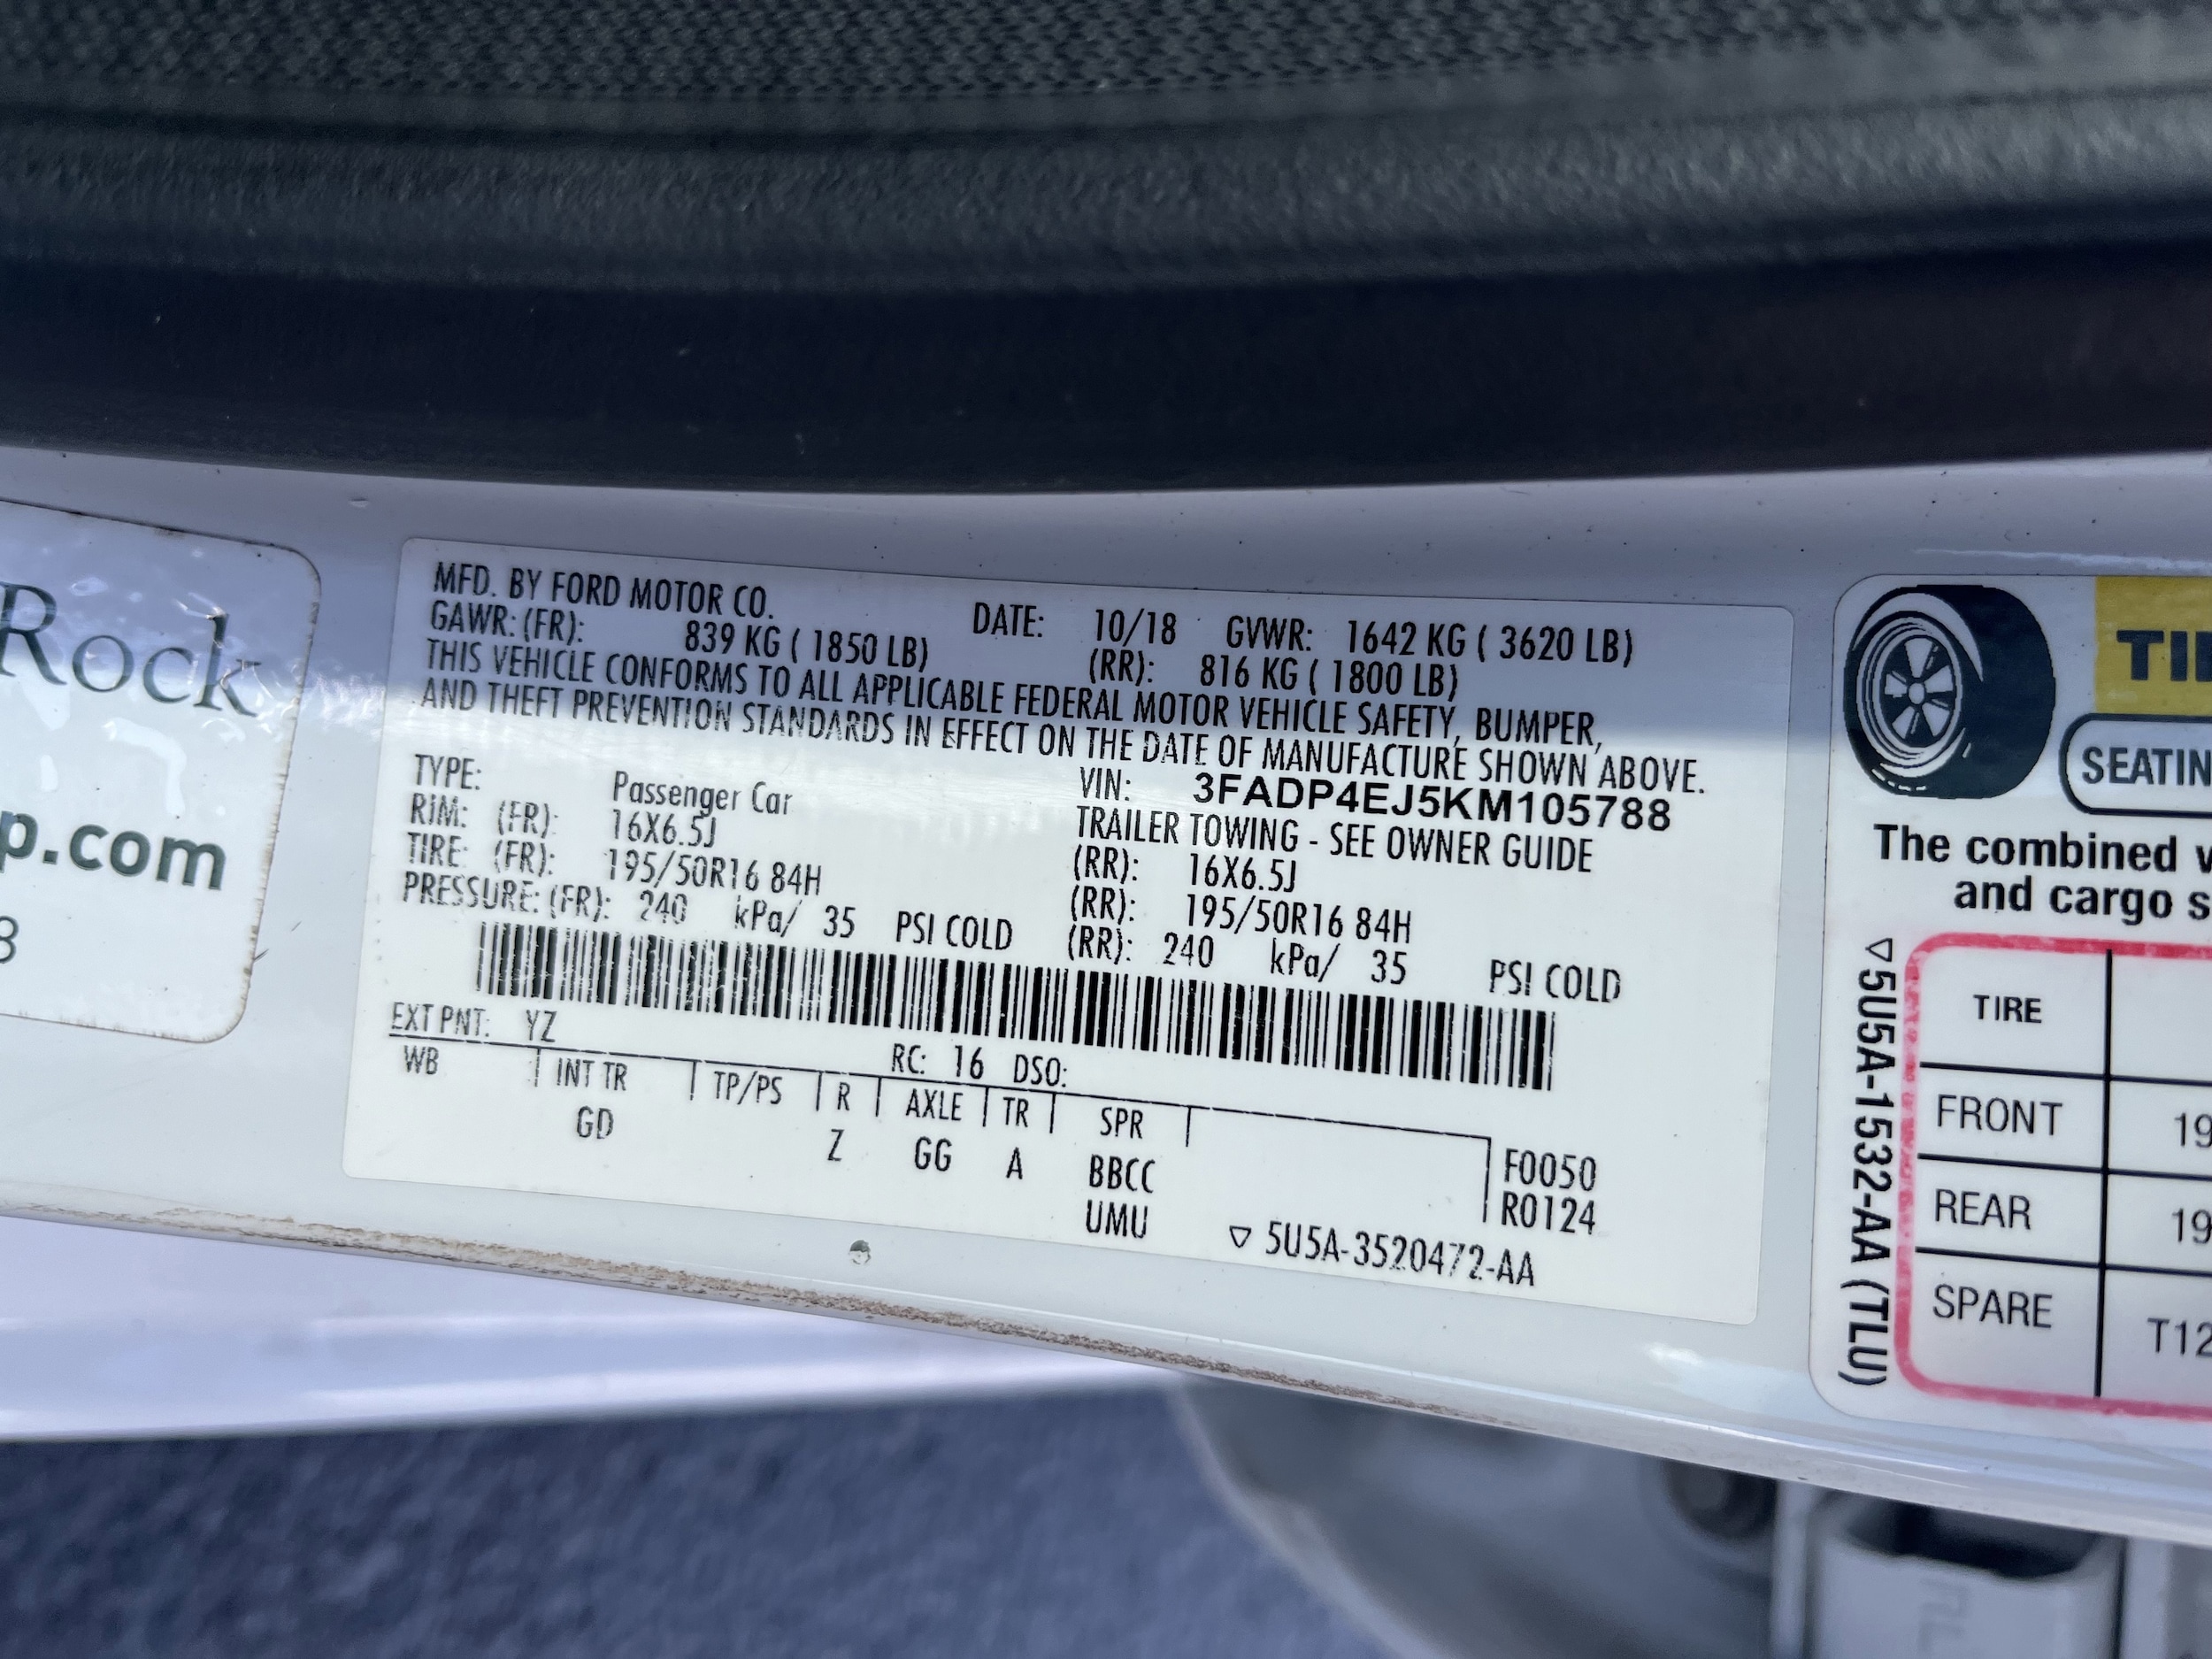 Rock
p.com
8
MFD. BY FORD MOTOR CO.
DATE: 10/18 GVWR: 1642 KG ( 3620 LB)
GAWR: (FR): 839 KG ( 1850 LB) (RR): 816 KG ( 1800 LB)
THIS VEHICLE CONFORMS TO ALL APPLICABLE FEDERAL MOTOR VEHICLE SAFETY, BUMPER,
AND THEFT PREVENTION STANDARDS IN EFFECT ON THE DATE OF MANUFACTURE SHOWN ABOVE.
VIN: 3FADP4EJ5KM105788
TYPE: Passenger Car TRAILER TOWING - SEE OWNER GUIDE
RIM: (FR): 16X6.5J (RR): 16X6.5J
TIRE: (FR): 195/50R16 84H (RR): 195/50R16 84H
PRESSURE: (FR): 240 kPa/ 35 PSI COLD (RR): 240 kPa/ 35 PSI COLD
EXT PNT: YZ RC: 16 DSO:
WB INT TR TP/PS R AXLE TR SPR
GD Z GG A BBCC
UMU
F0050
R0124
▽ 5U5A-3520472-AA
TI
SEATIN
The combined
and cargo s
▽5U5A-1532-AA (TLU)
TIRE
FRONT 19
REAR 19
SPARE T12